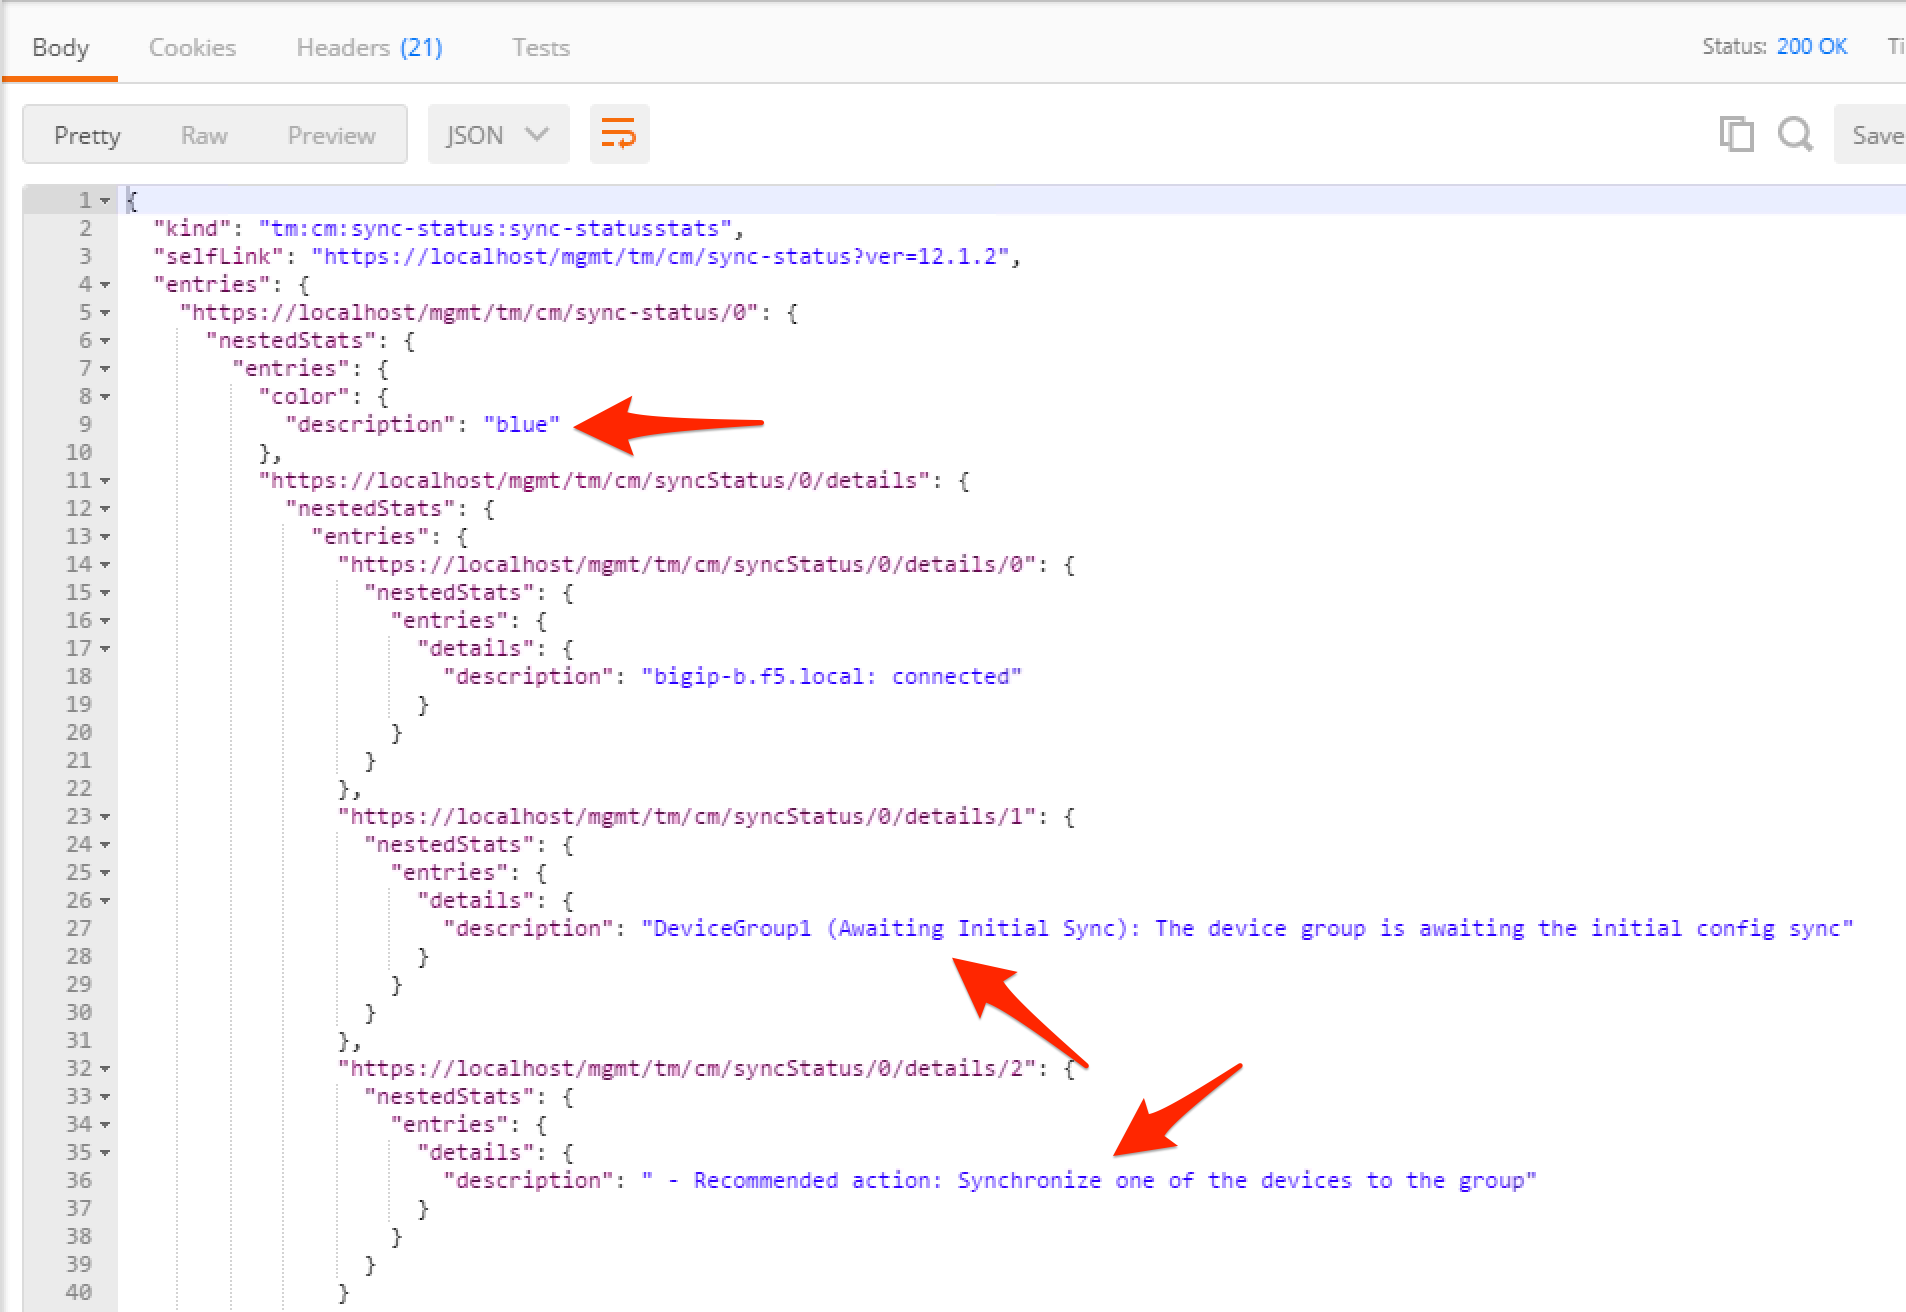 Body Cookies Headers (21) Tests Status: 200 OK Ti
Pretty Raw Preview JSON Save
1 {
2 "kind": "tm:cm:sync-status:sync-statusstats",
3 "selfLink": "https://localhost/mgmt/tm/cm/sync-status?ver=12.1.2",
4 "entries": {
5 "https://localhost/mgmt/tm/cm/sync-status/0": {
6 "nestedStats": {
7 "entries": {
8 "color": {
9 "description": "blue"
10 },
11 "https://localhost/mgmt/tm/cm/syncStatus/0/details": {
12 "nestedStats": {
13 "entries": {
14 "https://localhost/mgmt/tm/cm/syncStatus/0/details/0": {
15 "nestedStats": {
16 "entries": {
17 "details": {
18 "description": "bigip-b.f5.local: connected"
19 }
20 }
21 }
22 },
23 "https://localhost/mgmt/tm/cm/syncStatus/0/details/1": {
24 "nestedStats": {
25 "entries": {
26 "details": {
27 "description": "DeviceGroup1 (Awaiting Initial Sync): The device group is awaiting the initial config sync"
28 }
29 }
30 }
31 },
32 "https://localhost/mgmt/tm/cm/syncStatus/0/details/2": {
33 "nestedStats": {
34 "entries": {
35 "details": {
36 "description": " - Recommended action: Synchronize one of the devices to the group"
37 }
38 }
39 }
40 }